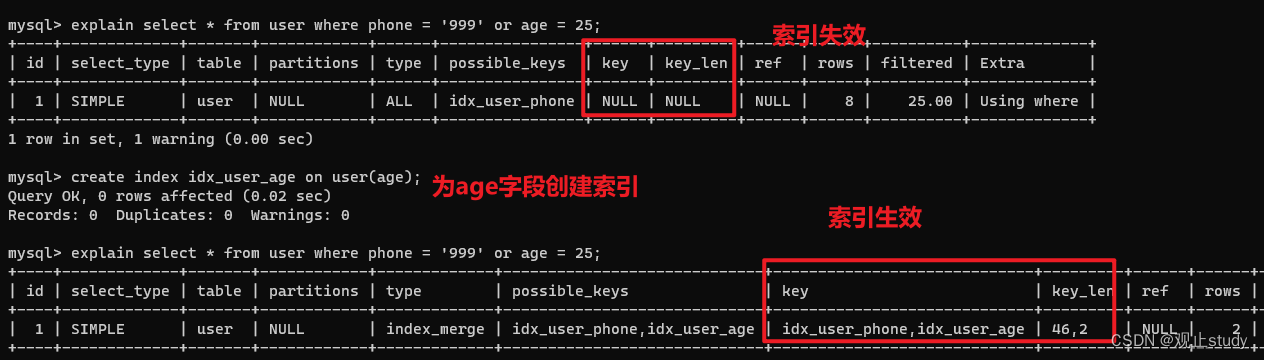 mysql> explain select * from user where phone = '999' or age = 25;
索引失效
+----+-------------+-------+------------+------+----------------+------+---------+------+------+----------+-------------+
| id | select_type | table | partitions | type | possible_keys  | key  | key_len | ref  | rows | filtered | Extra       |
+----+-------------+-------+------------+------+----------------+------+---------+------+------+----------+-------------+
|  1 | SIMPLE      | user  | NULL       | ALL  | idx_user_phone | NULL | NULL    | NULL |    8 |    25.00 | Using where |
+----+-------------+-------+------------+------+----------------+------+---------+------+------+----------+-------------+
1 row in set, 1 warning (0.00 sec)
mysql> create index idx_user_age on user(age);
为age字段创建索引
Query OK, 0 rows affected (0.02 sec)
Records: 0  Duplicates: 0  Warnings: 0
索引生效
mysql> explain select * from user where phone = '999' or age = 25;
+----+-------------+-------+------------+-------------+-----------------------------+-----------------------------+---------+------+------+
| id | select_type | table | partitions | type        | possible_keys               | key                         | key_len | ref  | rows |
+----+-------------+-------+------------+-------------+-----------------------------+-----------------------------+---------+------+------+
|  1 | SIMPLE      | user  | NULL       | index_merge | idx_user_phone,idx_user_age | idx_user_phone,idx_user_age | 46,2    | NULL |    2 |
+----+-------------+-------+------------+-------------+-----------------------------+-----------------------------+---------+------+------+
CSDN @观止study